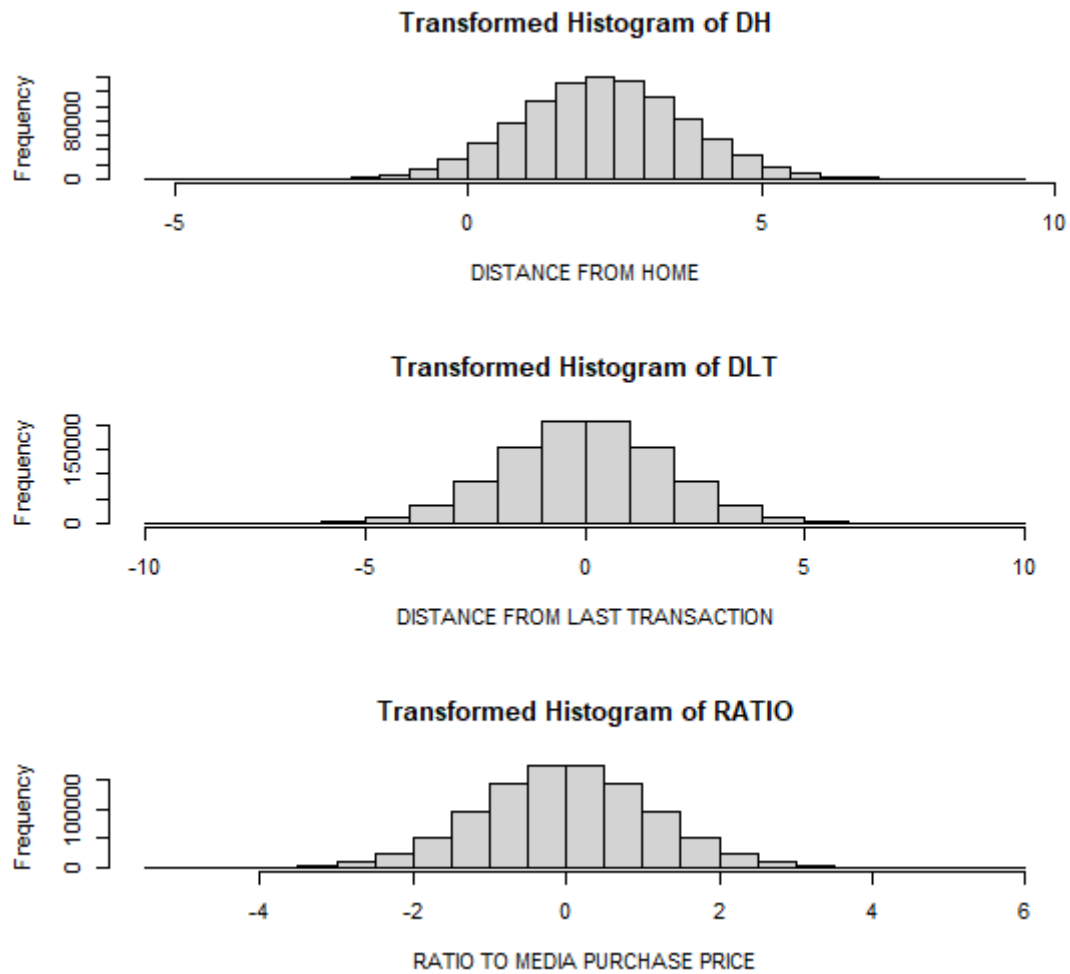 Transformed Histogram of DH
Frequency
80000
0
-5 0 5 10
DISTANCE FROM HOME
Transformed Histogram of DLT
Frequency
150000
0
-10 -5 0 5 10
DISTANCE FROM LAST TRANSACTION
Transformed Histogram of RATIO
Frequency
100000
0
-4 -2 0 2 4 6
RATIO TO MEDIA PURCHASE PRICE